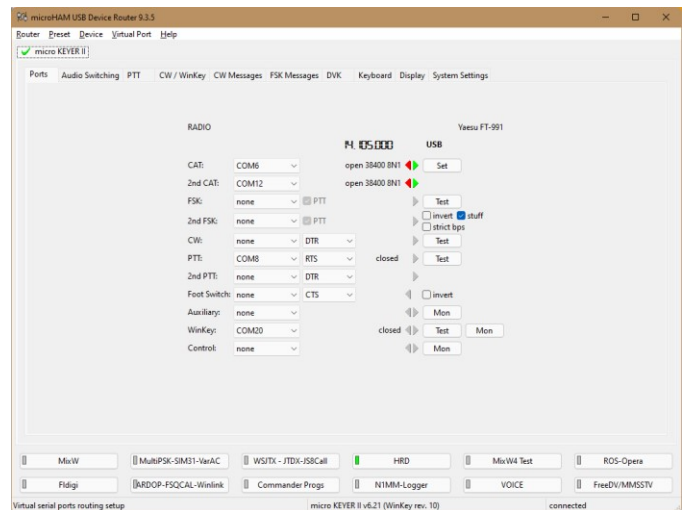 microHAM USB Device Router 9.3.5
Router Preset Device Virtual Port Help
micro KEYER II
Ports Audio Switching PTT CW / WinKey CW Messages FSK Messages DVK Keyboard Display System Settings
RADIO Yaesu FT-991
14.105.000 USB
CAT: COM6 open 38400 8N1 Set
2nd CAT: COM12 open 38400 8N1
FSK: none PTT Test
2nd FSK: none PTT invert stuff
strict bps
CW: none DTR Test
PTT: COM8 RTS closed Test
2nd PTT: none DTR
Foot Switch: none CTS invert
Auxiliary: none Mon
WinKey: COM20 closed Test Mon
Control: none Mon
MixW MultiPSK-SIM31-VarAC WSJTX - JTDX-JS8Call HRD MixW4 Test ROS-Opera
Fldigi ARDOP-FSQCAL-Winlink Commander Progs N1MM-Logger VOICE FreeDV/MMSSTV
Virtual serial ports routing setup micro KEYER II v6.21 (WinKey rev. 10) connected